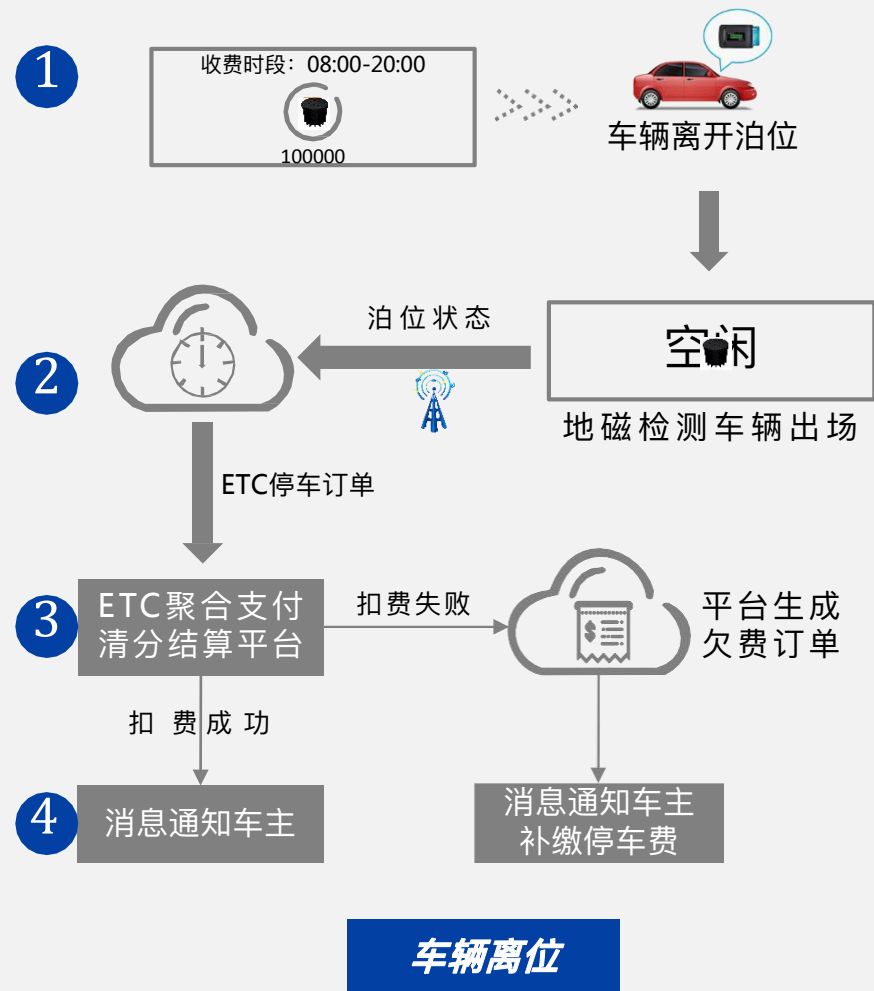 1
收费时段：08:00-20:00
100000
车辆离开泊位
2
泊位状态
空闲
地磁检测车辆出场
ETC停车订单
3
ETC聚合支付
清分结算平台
扣费失败
平台生成
欠费订单
扣费成功
4
消息通知车主
消息通知车主
补缴停车费
车辆离位